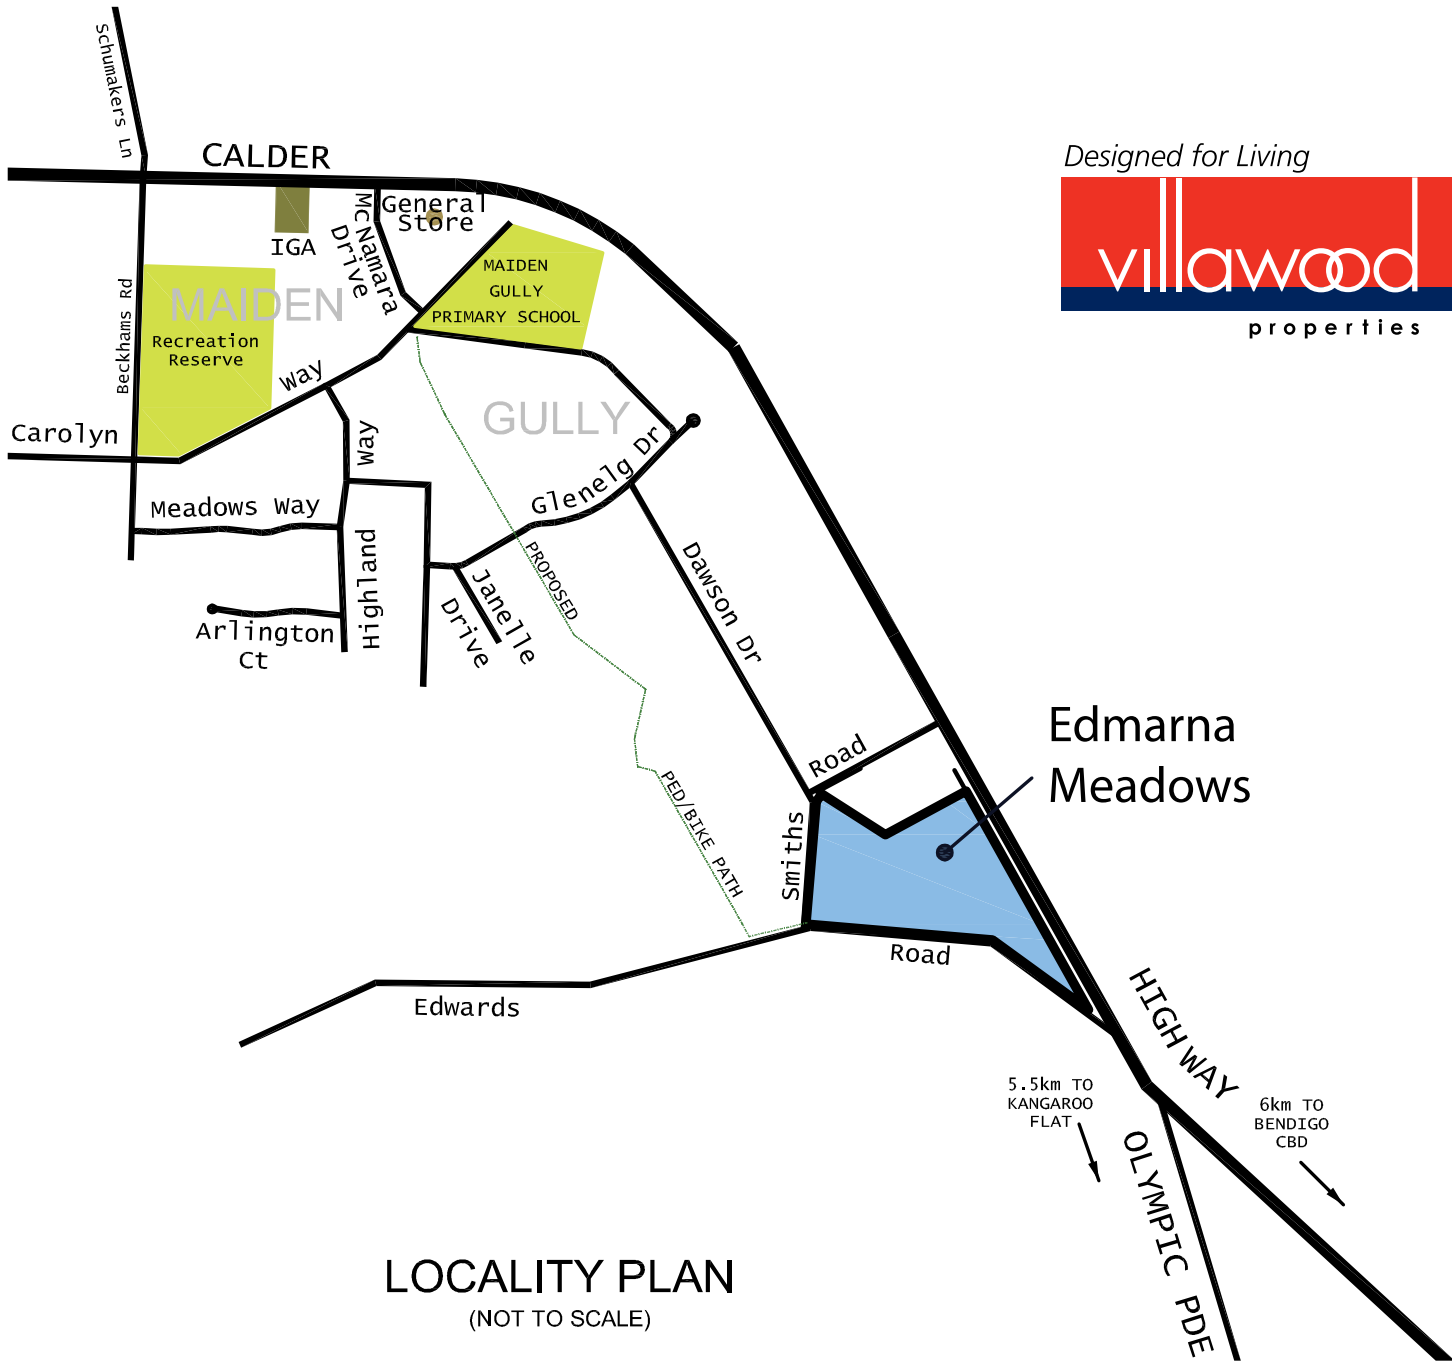 Schumakers Ln
CALDER
Designed for Living
villawood
properties
IGA
McNamara
Drive
General
Store
MAIDEN
GULLY
PRIMARY SCHOOL
MAIDEN
Recreation
Reserve
Beckhams Rd
Way
GULLY
Carolyn
Way
Glenelg Dr
Meadows Way
Highland
PROPOSED
Dawson Dr
Janelle
Drive
Arlington
Ct
Edmarna
Meadows
Road
PED/BIKE PATH
Smiths
Road
Edwards
HIGHWAY
5.5km TO
KANGAROO
FLAT
6km TO
BENDIGO
CBD
OLYMPIC PDE
LOCALITY PLAN
(NOT TO SCALE)